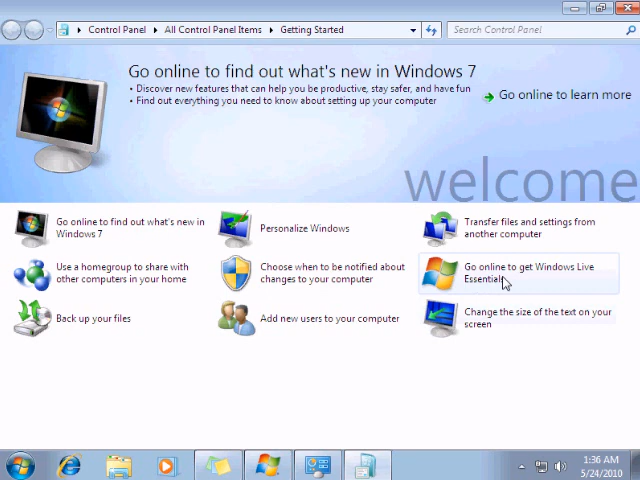 Control Panel All Control Panel Items Getting Started Search Control Panel
Go online to find out what's new in Windows 7
• Discover new features that can help you be productive, stay safer, and have fun
• Find out everything you need to know about setting up your computer
Go online to learn more
welcome
Go online to find out what's new in
Windows 7
Personalize Windows
Transfer files and settings from
another computer
Use a homegroup to share with
other computers in your home
Choose when to be notified about
changes to your computer
Go online to get Windows Live
Essentials
Back up your files
Add new users to your computer
Change the size of the text on your
screen
1:36 AM
5/24/2010